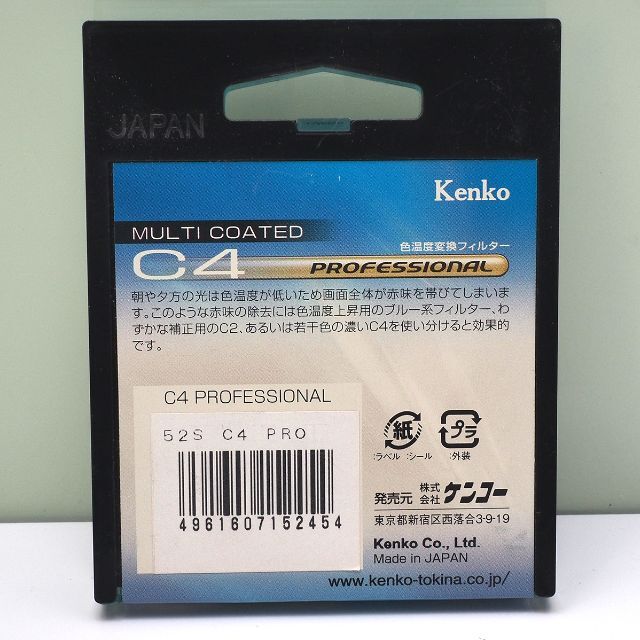 JAPAN
Kenko
MULTI COATED
色温度変換フィルター
C4
PROFESSIONAL
朝や夕方の光は色温度が低いため画面全体が赤味を帯びてしまいま
す。このような赤味の除去には色温度上昇用のブルー系フィルター、わ
ずかな補正用のC2、あるいは若干色の濃いC4を使い分けると効果的
です。
C4 PROFESSIONAL
52S C4 PRO
4961607152454
紙
プラ
:ラベル :シール
:外装
発売元 株式会社 ケンコー
東京都新宿区西落合3-9-19
Kenko Co., Ltd.
Made in JAPAN
www.kenko-tokina.co.jp/